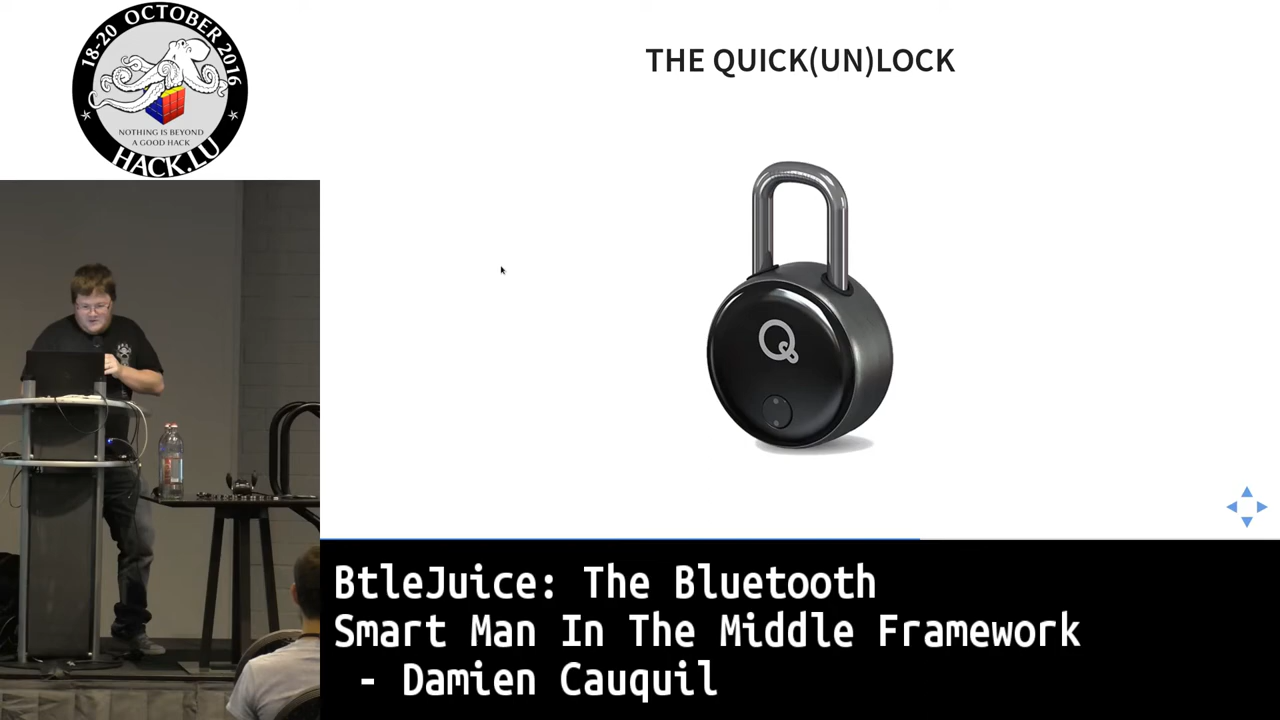 18-20 OCTOBER 2016
NOTHING IS BEYOND
A GOOD HACK
HACK.LU
THE QUICK(UN)LOCK
Q
BtleJuice: The Bluetooth
Smart Man In The Middle Framework
- Damien Cauquil